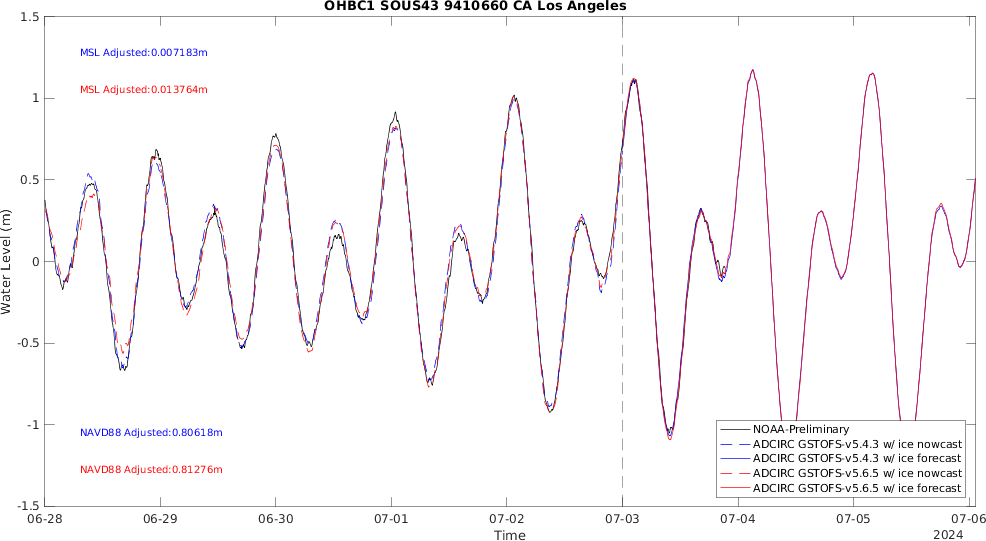 OHBC1 SOUS43 9410660 CA Los Angeles
1.5
MSL Adjusted:0.007183m
MSL Adjusted:0.013764m
1
0.5
0
Water Level (m)
-0.5
-1
NAVD88 Adjusted:0.80618m
NAVD88 Adjusted:0.81276m
-1.5
NOAA-Preliminary
ADCIRC GSTOFS-v5.4.3 w/ ice nowcast
ADCIRC GSTOFS-v5.4.3 w/ ice forecast
ADCIRC GSTOFS-v5.6.5 w/ ice nowcast
ADCIRC GSTOFS-v5.6.5 w/ ice forecast
06-28 06-29 06-30 07-01 07-02 07-03 07-04 07-05 07-06
Time
2024